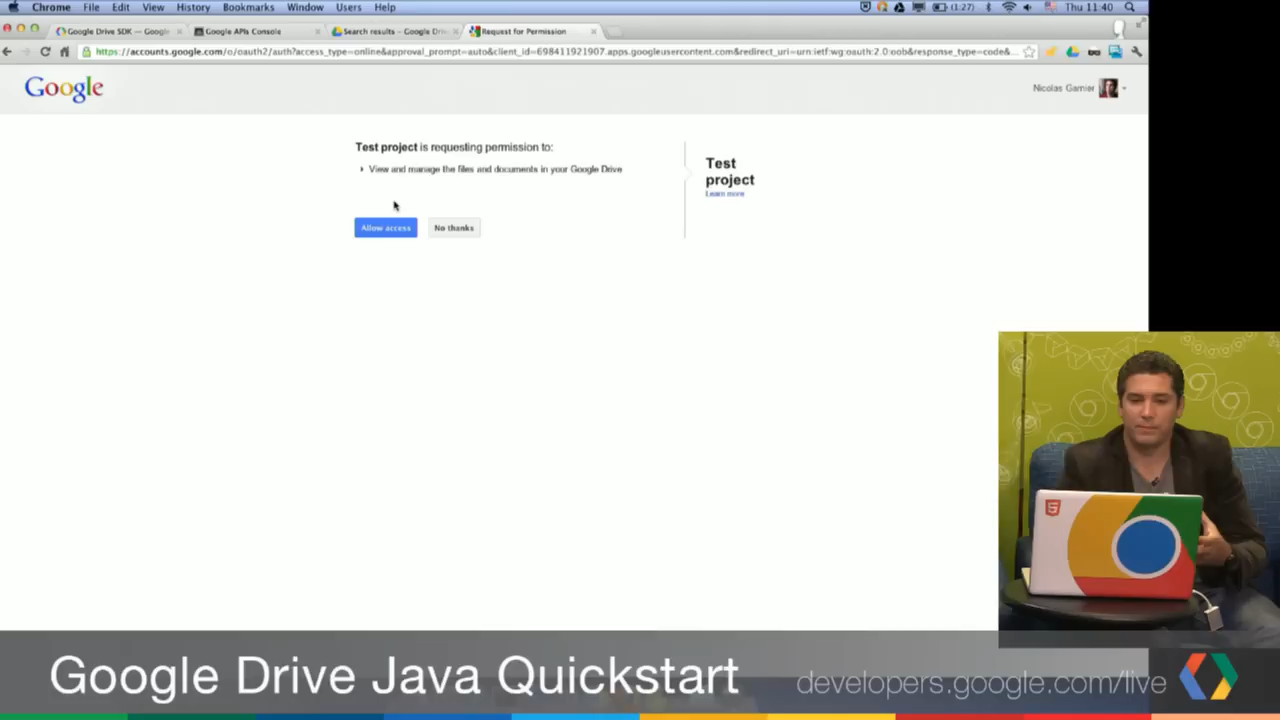 Chrome File Edit View History Bookmarks Window Users Help (1:27) Thu 11:40
Google Drive SDK — Google Google APIs Console Search results - Google Driv Request for Permission
https://accounts.google.com/o/oauth2/auth?access_type=online&approval_prompt=auto&client_id=698411921907.apps.googleusercontent.com&redirect_uri=urn:ietf:wg:oauth:2.0:oob&response_type=code&...
Google
Nicolas Garnier
Test project is requesting permission to:
View and manage the files and documents in your Google Drive
Allow access No thanks
Test
project
Learn more
5
Google Drive Java Quickstart
developers.google.com/live